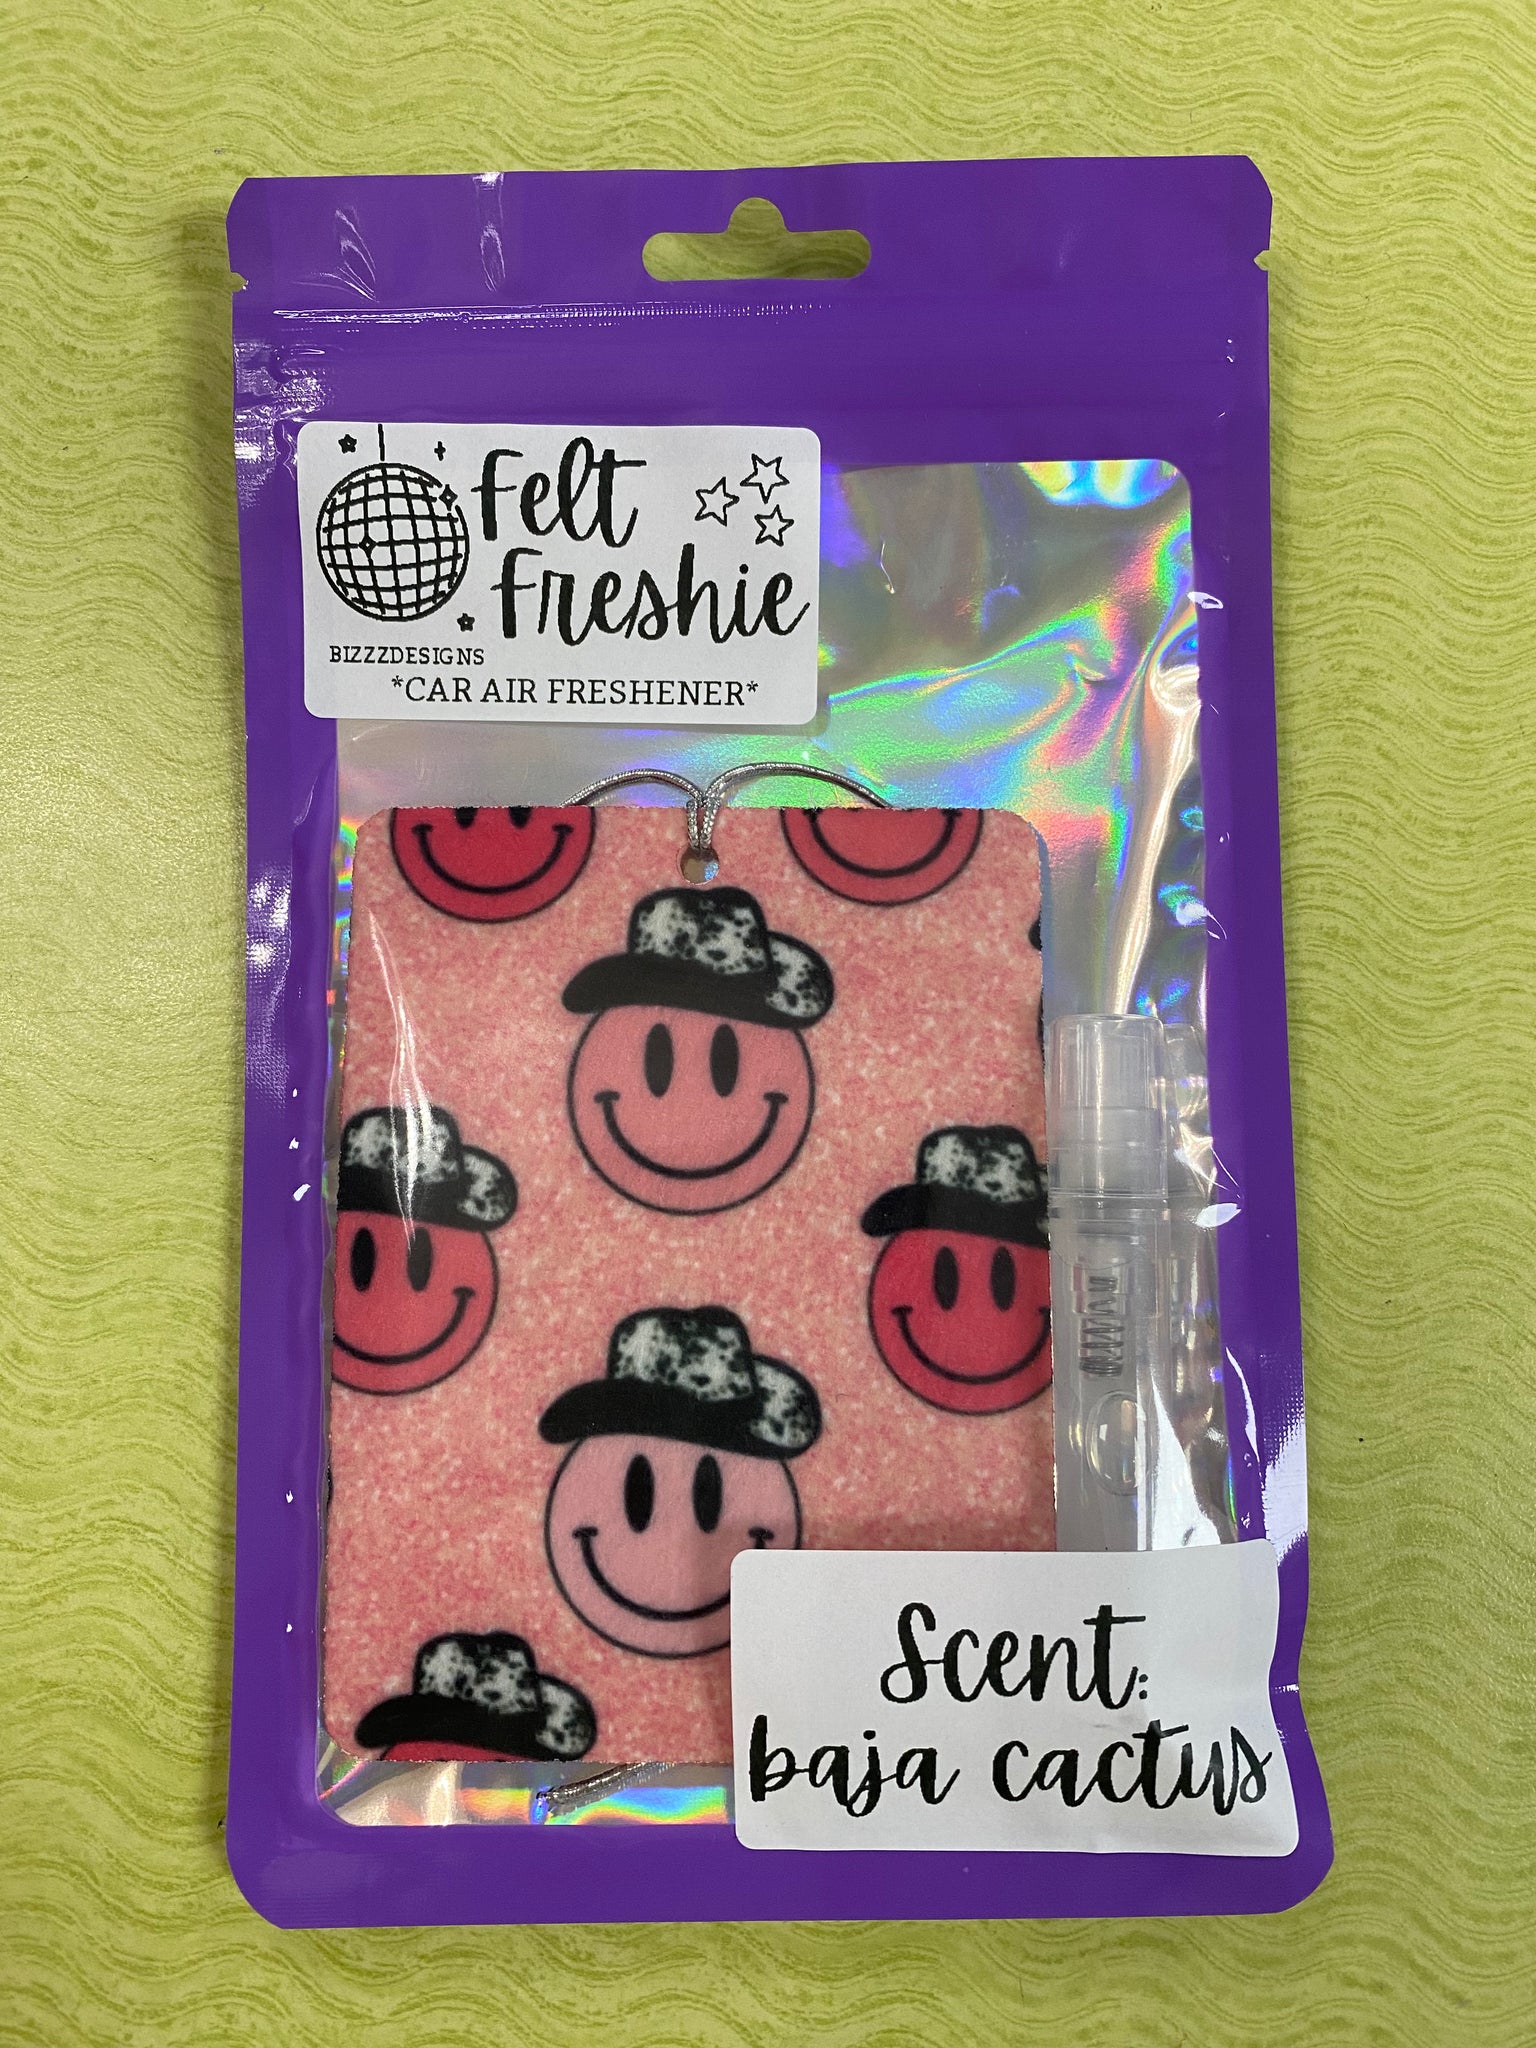 Felt
Freshie
BIZZZDESIGNS
*CAR AIR FRESHENER*
Scent:
baja cactus